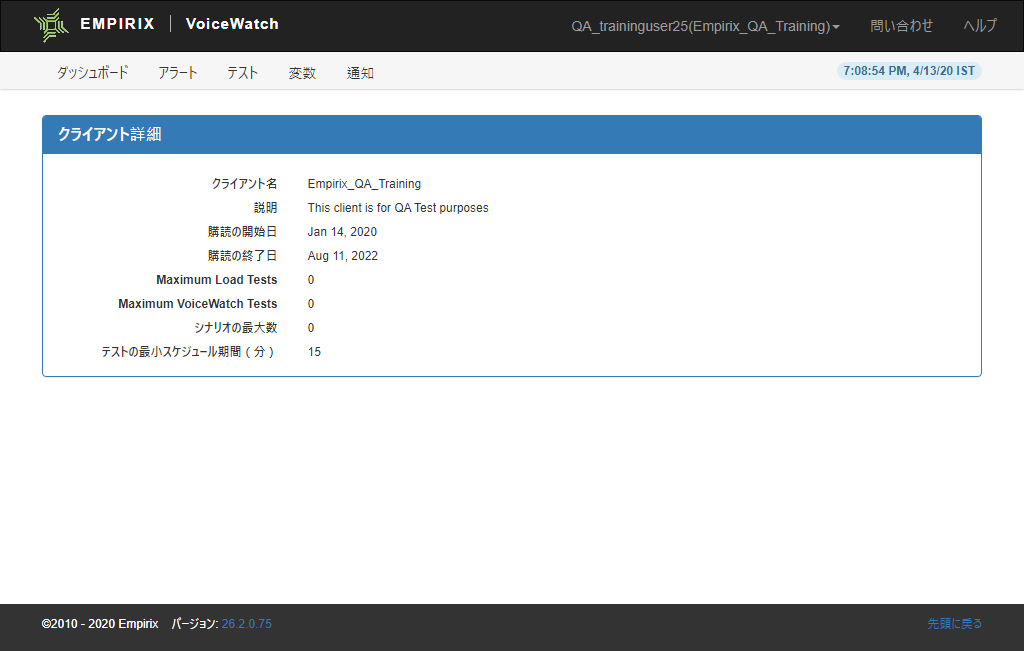 EMPIRIX | VoiceWatch QA_traininguser25(Empirix_QA_Training) 問い合わせ ヘルプ
ダッシュボード アラート テスト 変数 通知 7:08:54 PM, 4/13/20 IST
クライアント詳細
クライアント名 Empirix_QA_Training
説明 This client is for QA Test purposes
購読の開始日 Jan 14, 2020
購読の終了日 Aug 11, 2022
Maximum Load Tests 0
Maximum VoiceWatch Tests 0
シナリオの最大数 0
テストの最小スケジュール期間 ( 分 ) 15
©2010 - 2020 Empirix バージョン: 26.2.0.75 先頭に戻る